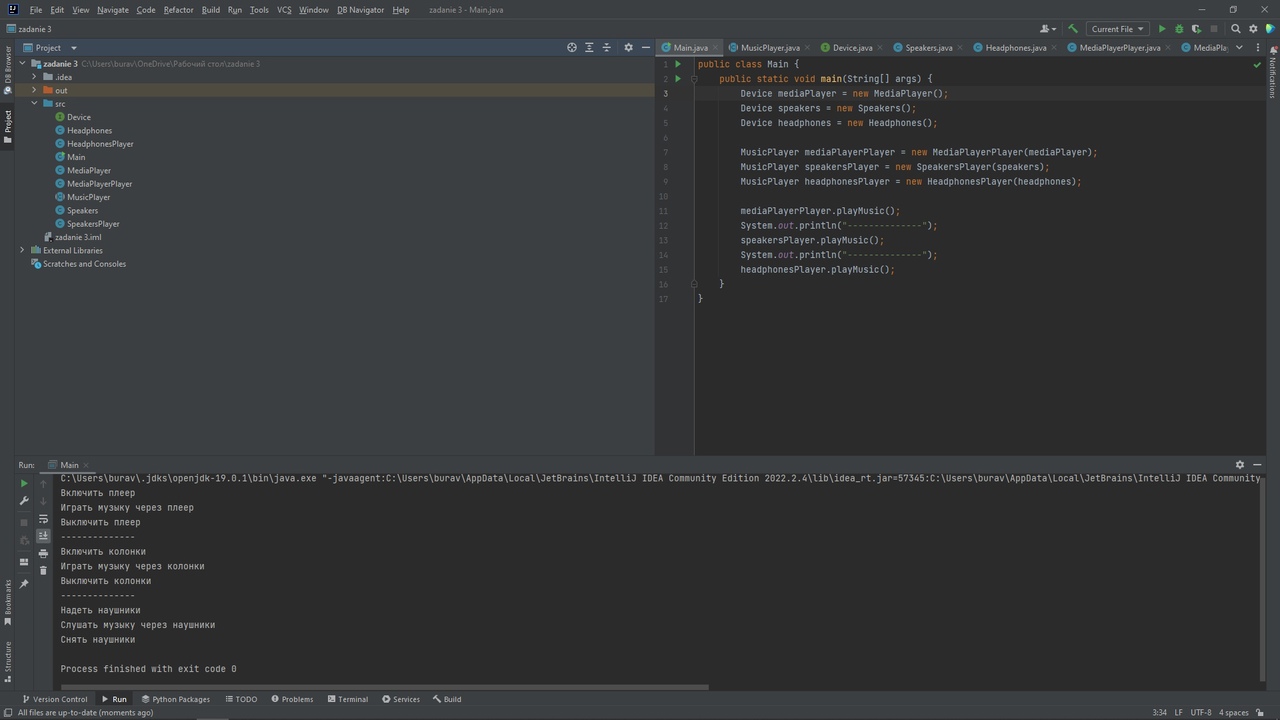 File Edit View Navigate Code Refactor Build Run Tools VCS Window DB Navigator Help zadanie 3 - Main.java
zadanie 3
Current File
Project
Main.java MusicPlayer.java Device.java Speakers.java Headphones.java MediaPlayerPlayer.java MediaPla
DB Browser
Project
Notifications
zadanie 3 C:\Users\burav\OneDrive\Рабочий стол\zadanie 3
.idea
out
src
Device
Headphones
HeadphonesPlayer
Main
MediaPlayer
MediaPlayerPlayer
MusicPlayer
Speakers
SpeakersPlayer
zadanie 3.iml
External Libraries
Scratches and Consoles
1 public class Main {
2 public static void main(String[] args) {
3 Device mediaPlayer = new MediaPlayer();
4 Device speakers = new Speakers();
5 Device headphones = new Headphones();
6
7 MusicPlayer mediaPlayerPlayer = new MediaPlayerPlayer(mediaPlayer);
8 MusicPlayer speakersPlayer = new SpeakersPlayer(speakers);
9 MusicPlayer headphonesPlayer = new HeadphonesPlayer(headphones);
10
11 mediaPlayerPlayer.playMusic();
12 System.out.println("--------------");
13 speakersPlayer.playMusic();
14 System.out.println("--------------");
15 headphonesPlayer.playMusic();
16 }
17 }
Run: Main
C:\Users\burav\.jdks\openjdk-19.0.1\bin\java.exe "-javaagent:C:\Users\burav\AppData\Local\JetBrains\IntelliJ IDEA Community Edition 2022.2.4\lib\idea_rt.jar=57345:C:\Users\burav\AppData\Local\JetBrains\IntelliJ IDEA Community
Включить плеер
Играть музыку через плеер
Выключить плеер
--------------
Включить колонки
Играть музыку через колонки
Выключить колонки
--------------
Надеть наушники
Слушать музыку через наушники
Снять наушники
Process finished with exit code 0
Bookmarks
Structure
Version Control Run Python Packages TODO Problems Terminal Services Build
All files are up-to-date (moments ago) 3:34 LF UTF-8 4 spaces